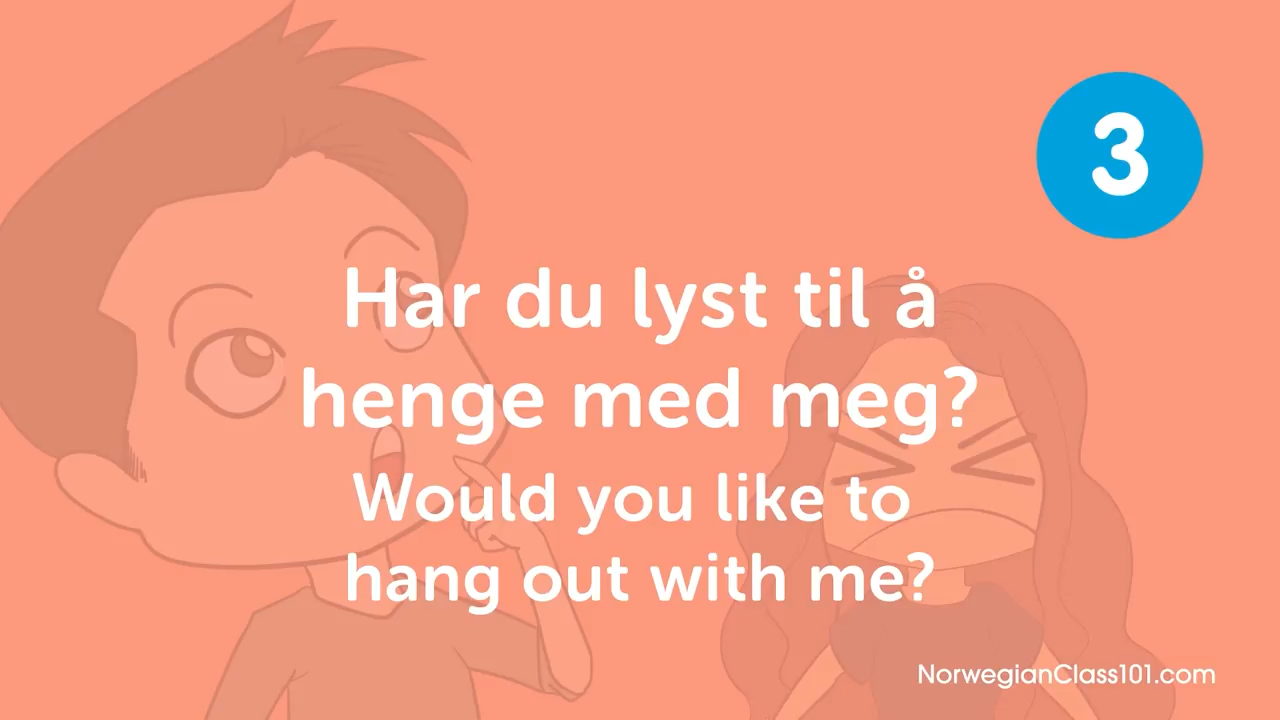 3
Har du lyst til å
henge med meg?
Would you like to
hang out with me?
NorwegianClass101.com